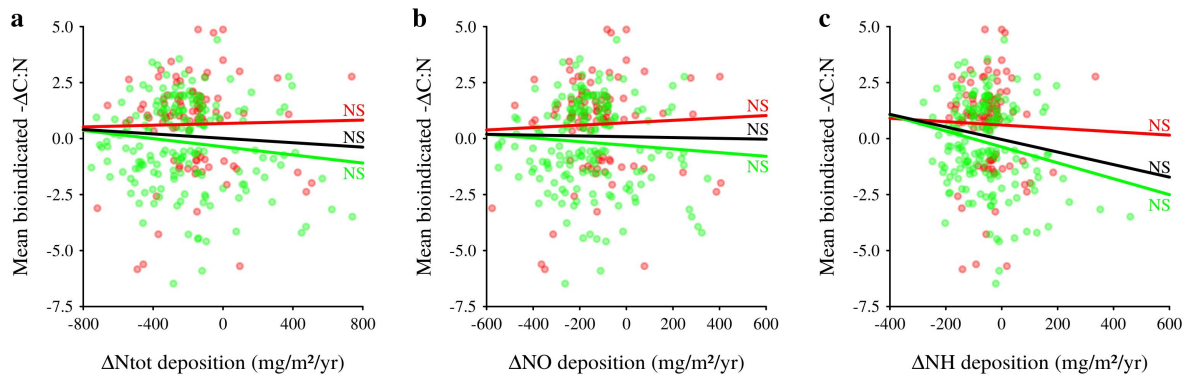 a
b
c
Mean bioindicated -ΔC:N
5.0
2.5
0.0
-2.5
-5.0
-7.5
NS
NS
NS
-800
-400
0
400
800
ΔNtot deposition (mg/m²/yr)
Mean bioindicated -ΔC:N
5.0
2.5
0.0
-2.5
-5.0
-7.5
NS
NS
NS
-600
-400
-200
0
200
400
600
ΔNO deposition (mg/m²/yr)
Mean bioindicated -ΔC:N
5.0
2.5
0.0
-2.5
-5.0
-7.5
NS
NS
NS
-400
-200
0
200
400
600
ΔNH deposition (mg/m²/yr)